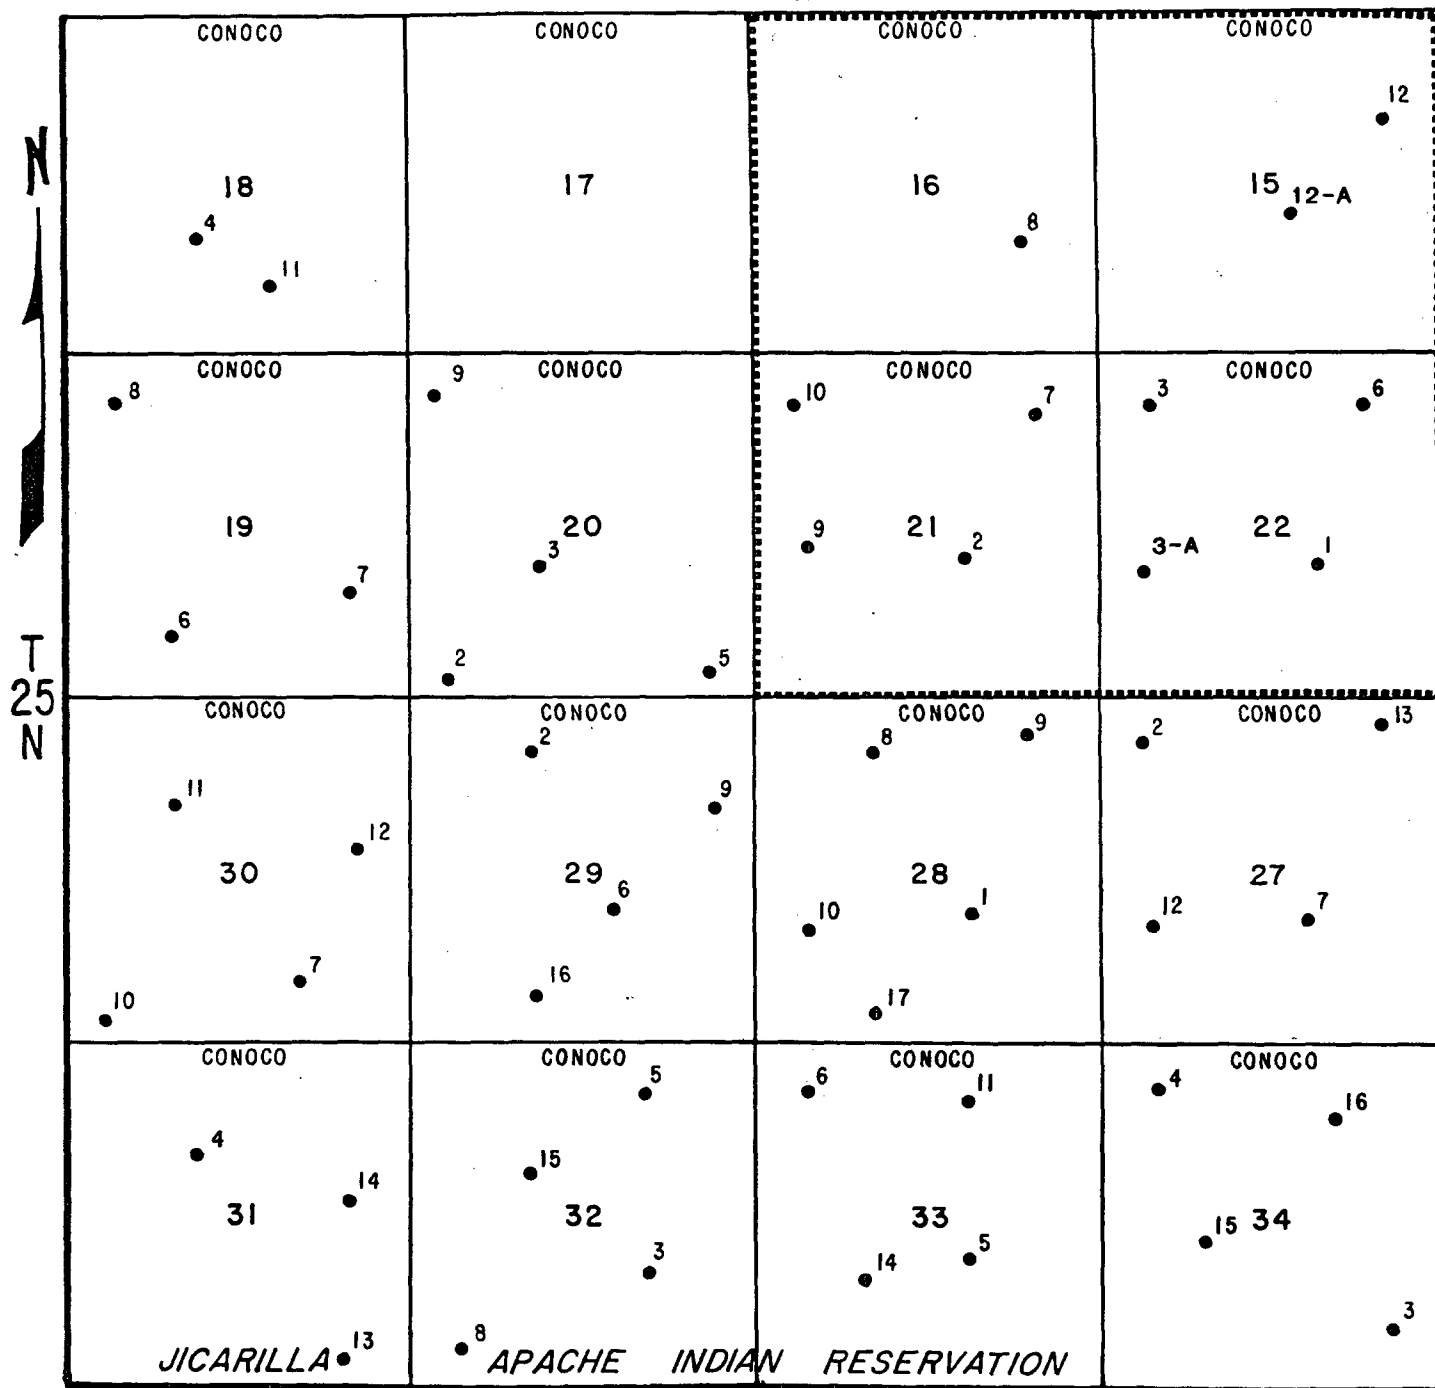 CONOCO CONOCO CONOCO CONOCO
12
N
18 17 16 15
12-A
4 8
11
CONOCO CONOCO CONOCO CONOCO
8 9 10 7 3 6
19 20 21 22
3 9 2 3-A 1
7
6
2 5
T
25
N
CONOCO CONOCO CONOCO CONOCO
2 8 9 2 13
11 9
12
30 29 28 27
6 10 1 12 7
7 16
10 17
CONOCO CONOCO CONOCO CONOCO
5 6 11 4 16
4 15
14
31 32 33 34
15
3 14 5
13 8 3
JICARILLA APACHE INDIAN RESERVATION